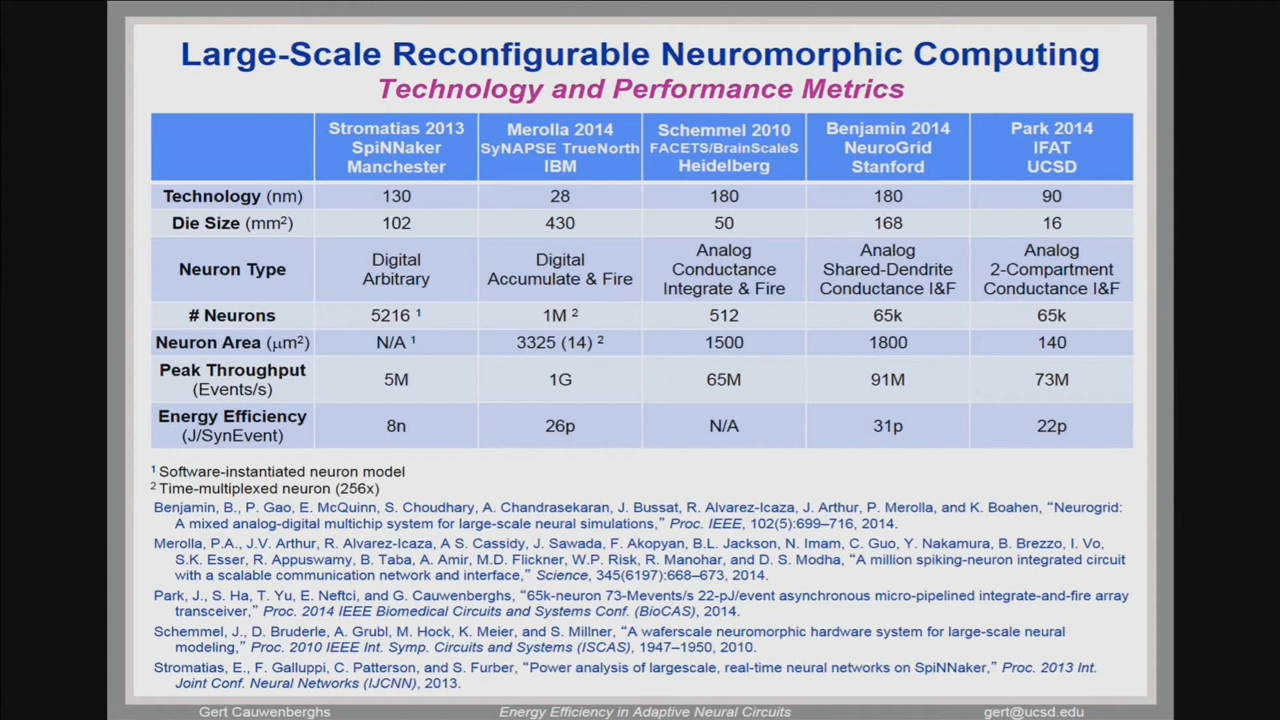 Large-Scale Reconfigurable Neuromorphic Computing
Technology and Performance Metrics
Stromatias 2013 SpiNNaker Manchester
Merolla 2014 SyNAPSE TrueNorth IBM
Schemmel 2010 FACETS/BrainScaleS Heidelberg
Benjamin 2014 NeuroGrid Stanford
Park 2014 IFAT UCSD
Technology (nm) 130 28 180 180 90
Die Size (mm²) 102 430 50 168 16
Neuron Type Digital Arbitrary Digital Accumulate & Fire Analog Conductance Integrate & Fire Analog Shared-Dendrite Conductance I&F Analog 2-Compartment Conductance I&F
# Neurons 5216 ¹ 1M ² 512 65k 65k
Neuron Area (μm²) N/A ¹ 3325 (14) ² 1500 1800 140
Peak Throughput (Events/s) 5M 1G 65M 91M 73M
Energy Efficiency (J/SynEvent) 8n 26p N/A 31p 22p
¹ Software-instantiated neuron model
² Time-multiplexed neuron (256x)
Benjamin, B., P. Gao, E. McQuinn, S. Choudhary, A. Chandrasekaran, J. Bussat, R. Alvarez-Icaza, J. Arthur, P. Merolla, and K. Boahen, “Neurogrid:
A mixed analog-digital multichip system for large-scale neural simulations,” Proc. IEEE, 102(5):699–716, 2014.
Merolla, P.A., J.V. Arthur, R. Alvarez-Icaza, A S. Cassidy, J. Sawada, F. Akopyan, B.L. Jackson, N. Imam, C. Guo, Y. Nakamura, B. Brezzo, I. Vo,
S.K. Esser, R. Appuswamy, B. Taba, A. Amir, M.D. Flickner, W.P. Risk, R. Manohar, and D. S. Modha, “A million spiking-neuron integrated circuit
with a scalable communication network and interface,” Science, 345(6197):668–673, 2014.
Park, J., S. Ha, T. Yu, E. Neftci, and G. Cauwenberghs, “65k-neuron 73-Mevents/s 22-pJ/event asynchronous micro-pipelined integrate-and-fire array
transceiver,” Proc. 2014 IEEE Biomedical Circuits and Systems Conf. (BioCAS), 2014.
Schemmel, J., D. Bruderle, A. Grubl, M. Hock, K. Meier, and S. Millner, “A waferscale neuromorphic hardware system for large-scale neural
modeling,” Proc. 2010 IEEE Int. Symp. Circuits and Systems (ISCAS), 1947–1950, 2010.
Stromatias, E., F. Galluppi, C. Patterson, and S. Furber, “Power analysis of largescale, real-time neural networks on SpiNNaker,” Proc. 2013 Int.
Joint Conf. Neural Networks (IJCNN), 2013.
Gert Cauwenberghs Energy Efficiency in Adaptive Neural Circuits gert@ucsd.edu